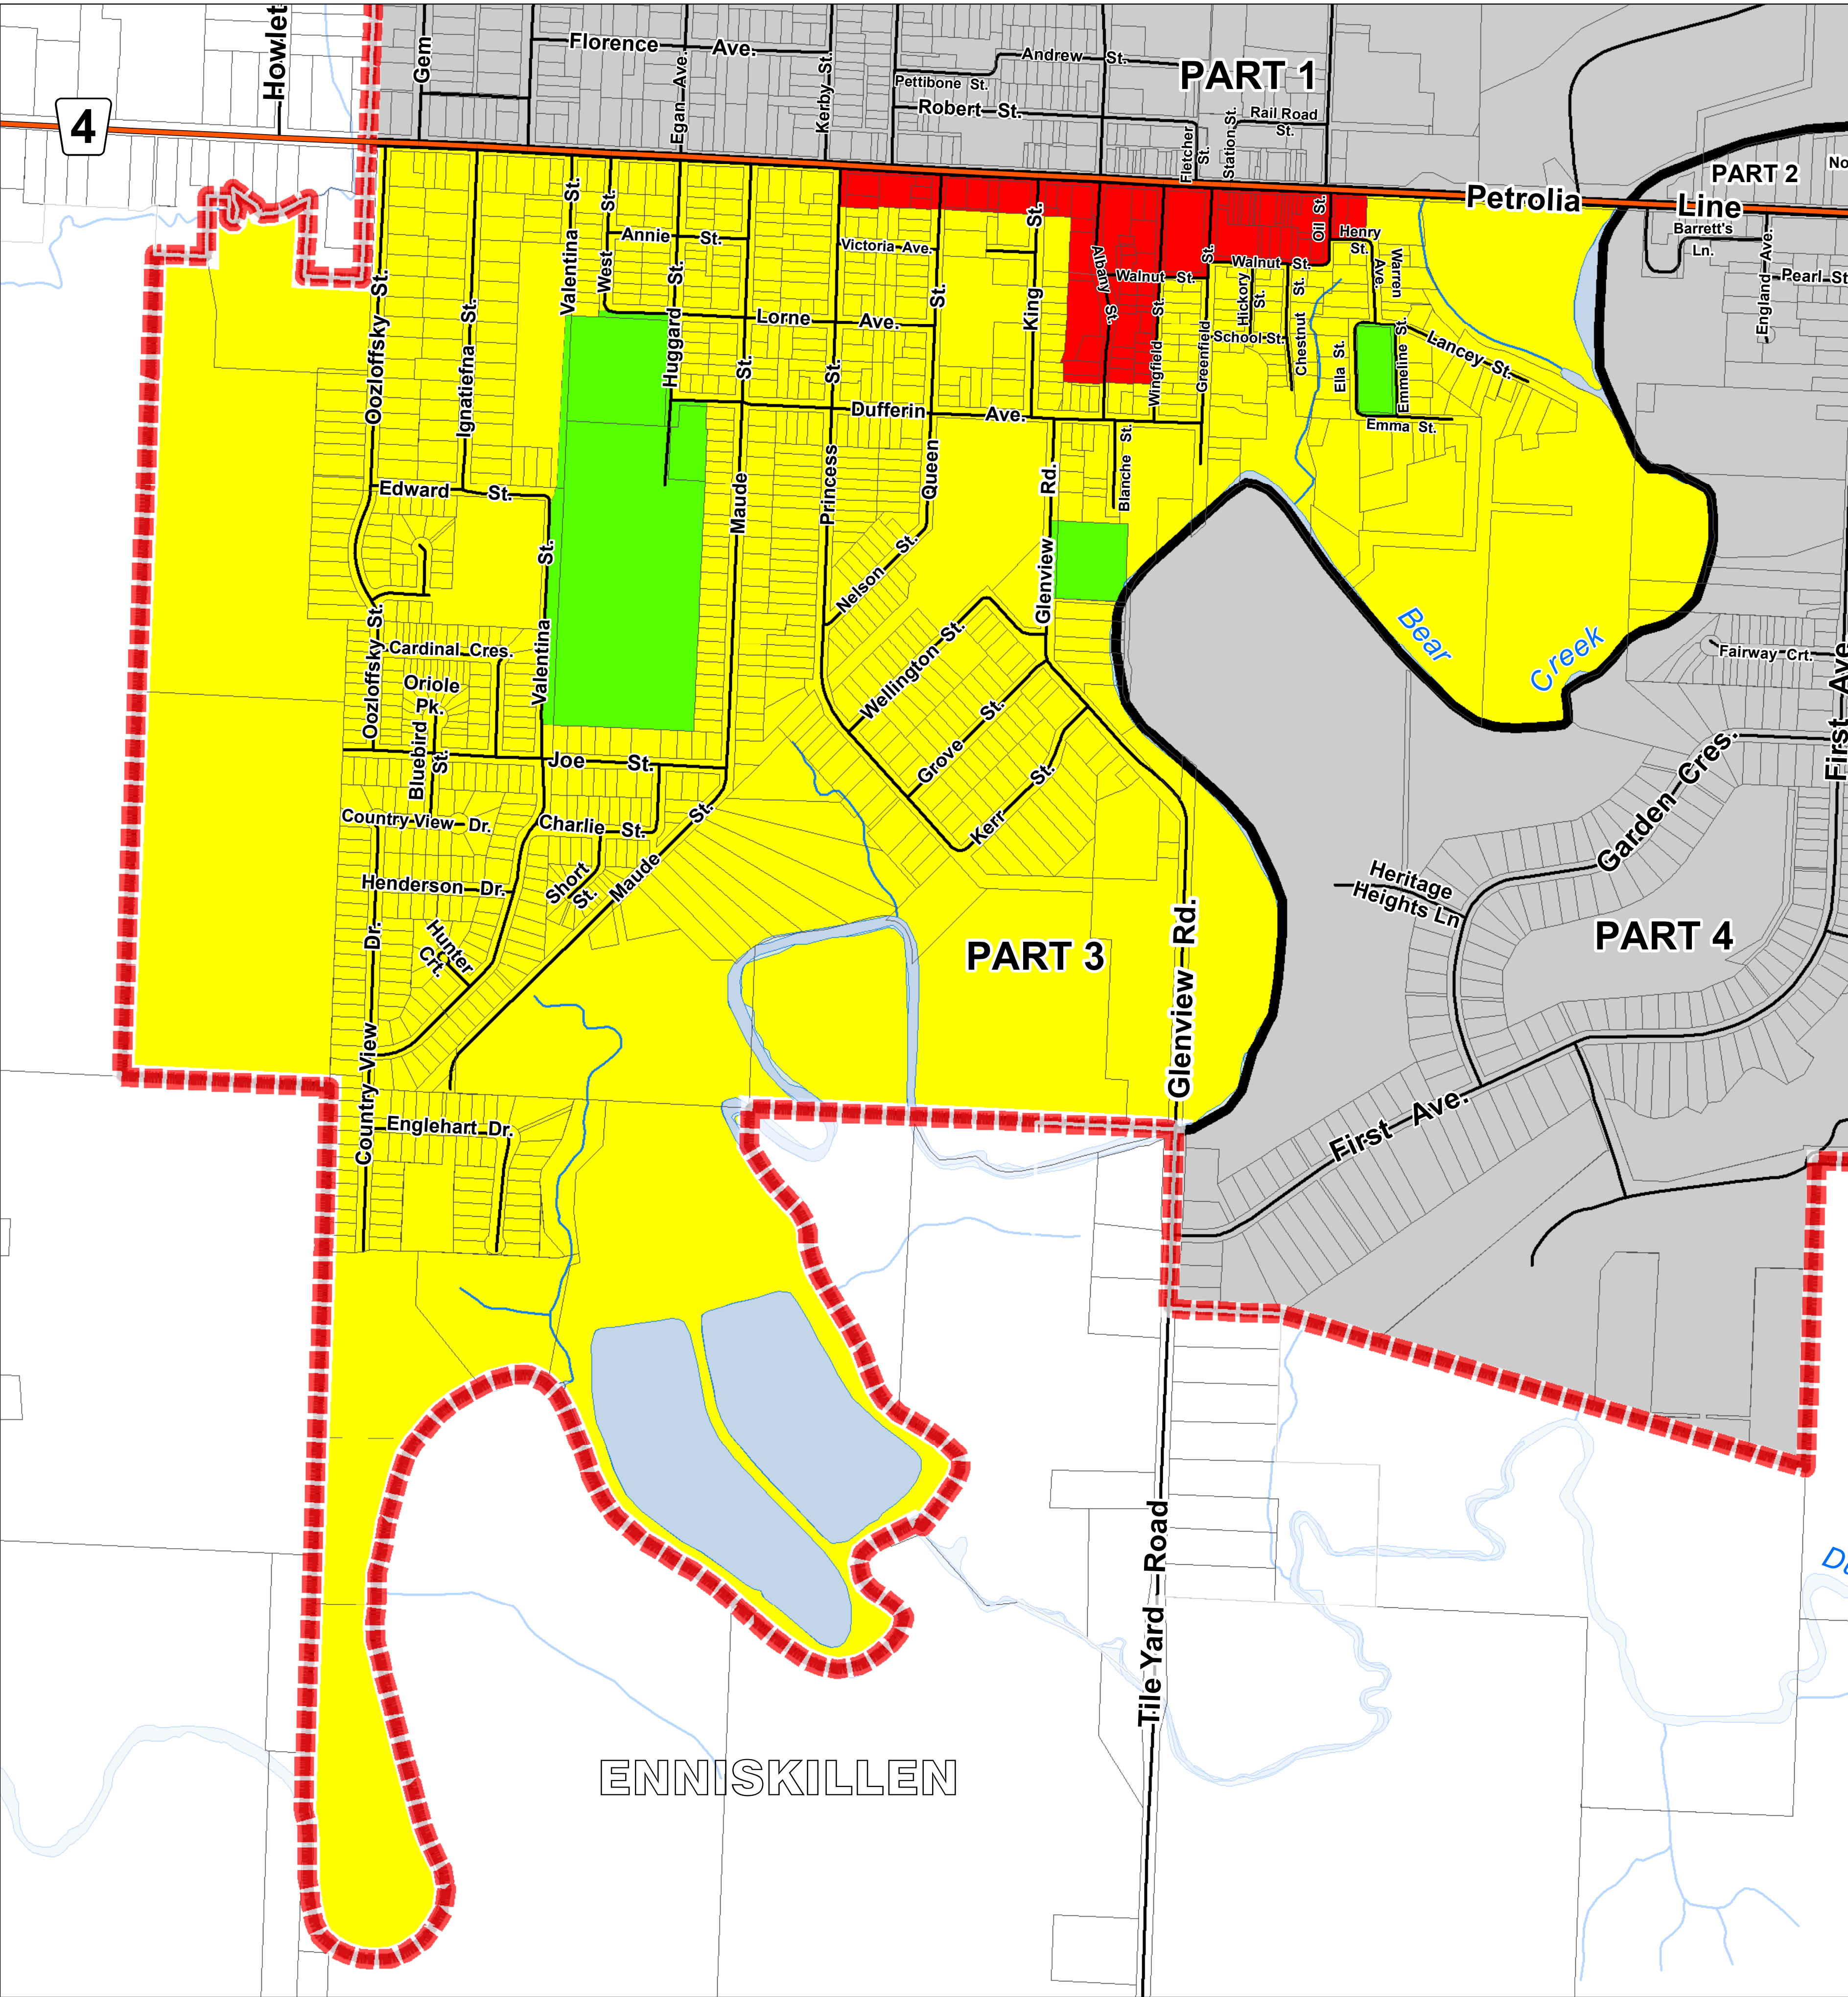 Howlet
Gem
Florence Ave.
Egan Ave.
Kerby St.
Andrew St.
Pettibone St.
Robert St.
PART 1
Fletcher St.
Station St.
Rail Road
St.
4
PART 2
No
Petrolia Line
Barrett's
Ln.
England Ave.
Pearl St
Valentina St.
West St.
Annie St.
Huggard St.
Victoria Ave.
King St.
Albany St.
Walnut St.
Walnut St.
Oil St.
Henry
St.
Warren
Ave.
Hickory
St.
Chestnut St.
School St.
Greenfield St.
Wingfield St.
Ella St.
Emmeline St.
Lancey St.
Emma St.
Lorne Ave.
Oozloffsky St.
Ignatiefna St.
Dufferin Ave.
Maude St.
Princess St.
Queen St.
Blanche St.
Glenview Rd.
Edward St.
Valentina St.
Nelson St.
Bear
Creek
Fairway Crt.
First Ave
Oozloffsky St.
Cardinal Cres.
Oriole
Pk.
Bluebird
St.
Wellington St.
Grove St.
Kerr St.
Joe St.
Garden Cres.
Country View Dr.
Charlie St.
Short
St.
Maude St.
Henderson Dr.
Heritage
Heights Ln
Hunter
Crt.
PART 3
PART 4
Glenview Rd.
Country View Dr.
First Ave.
Englehart Dr.
Tile Yard Road
ENNISKILLEN